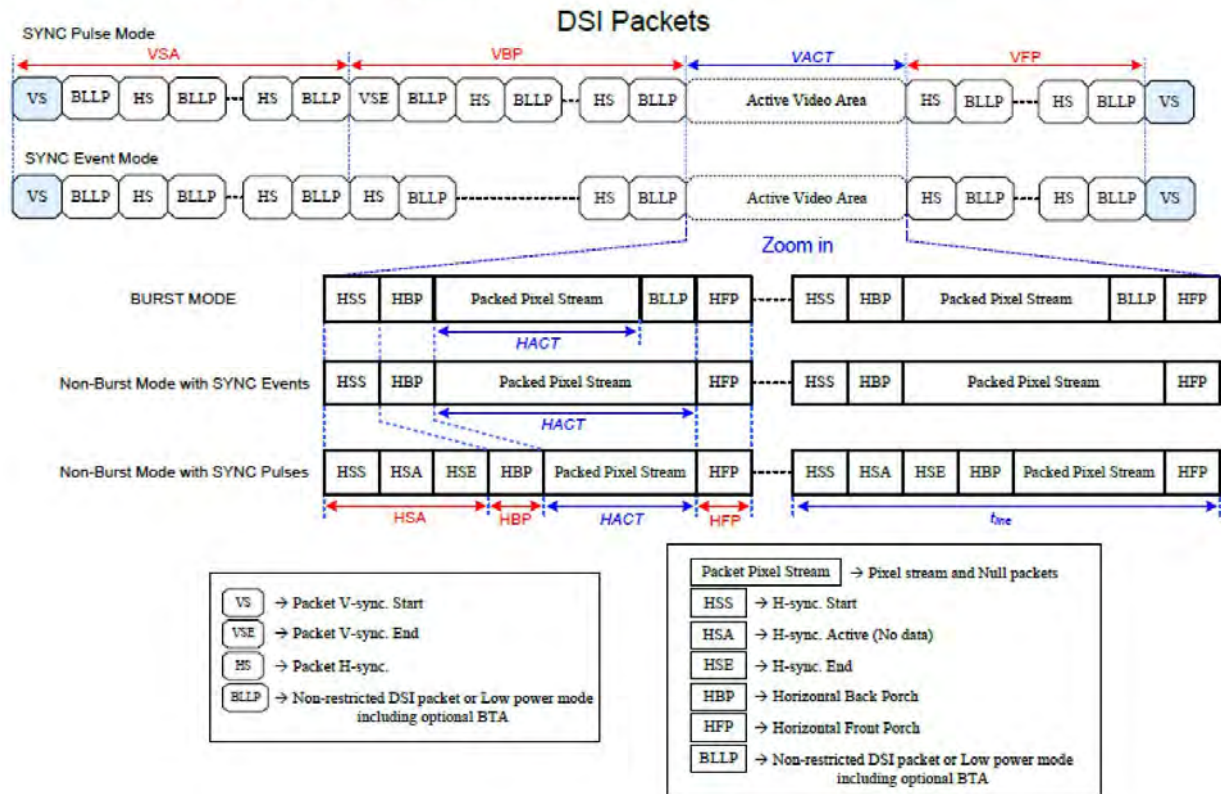 DSI Packets
SYNC Pulse Mode
VSA VBP VACT VFP
VS BLLP HS BLLP HS BLLP VSE BLLP HS BLLP HS BLLP Active Video Area HS BLLP HS BLLP VS
SYNC Event Mode
VS BLLP HS BLLP HS BLLP HS BLLP HS BLLP Active Video Area HS BLLP HS BLLP VS
Zoom in
BURST MODE HSS HBP Packed Pixel Stream BLLP HFP HSS HBP Packed Pixel Stream BLLP HFP
HACT
Non-Burst Mode with SYNC Events HSS HBP Packed Pixel Stream HFP HSS HBP Packed Pixel Stream HFP
HACT
Non-Burst Mode with SYNC Pulses HSS HSA HSE HBP Packed Pixel Stream HFP HSS HSA HSE HBP Packed Pixel Stream HFP
HSA HBP HACT HFP tline
VS → Packet V-sync. Start
VSE → Packet V-sync. End
HS → Packet H-sync.
BLLP → Non-restricted DSI packet or Low power mode
including optional BTA
Packet Pixel Stream → Pixel stream and Null packets
HSS → H-sync. Start
HSA → H-sync. Active (No data)
HSE → H-sync. End
HBP → Horizontal Back Porch
HFP → Horizontal Front Porch
BLLP → Non-restricted DSI packet or Low power mode
including optional BTA